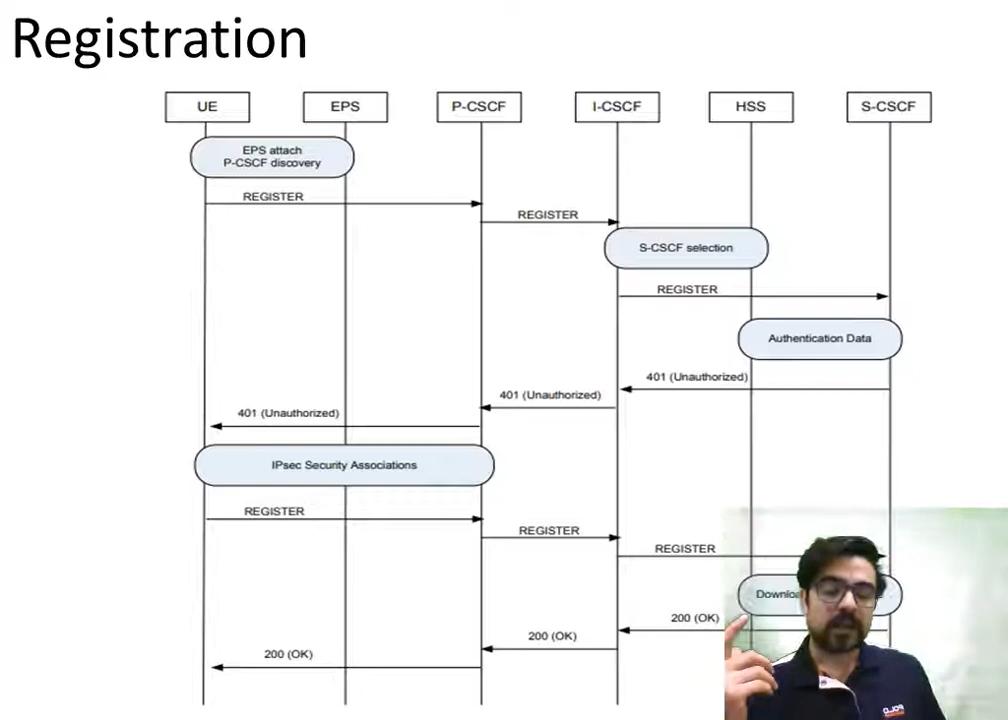 Registration
UE
EPS
P-CSCF
I-CSCF
HSS
S-CSCF
EPS attach
P-CSCF discovery
REGISTER
REGISTER
S-CSCF selection
REGISTER
Authentication Data
401 (Unauthorized)
401 (Unauthorized)
401 (Unauthorized)
IPsec Security Associations
REGISTER
REGISTER
REGISTER
200 (OK)
200 (OK)
200 (OK)